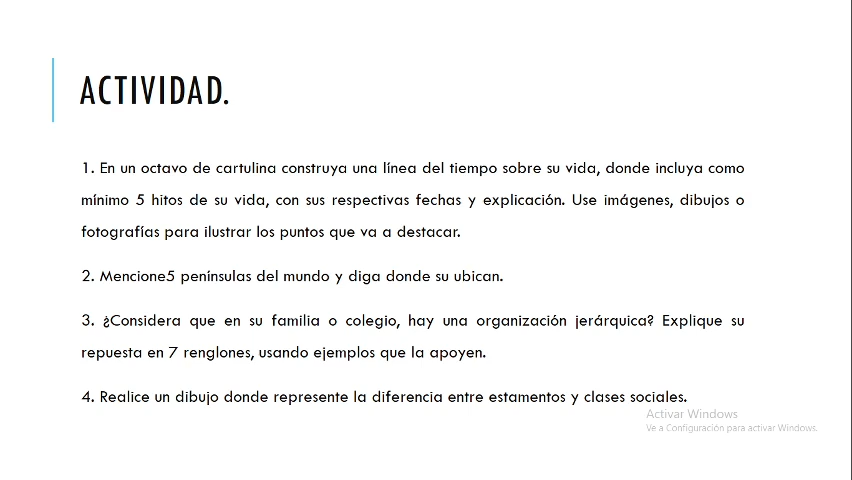 ACTIVIDAD.
1. En un octavo de cartulina construya una línea del tiempo sobre su vida, donde incluya como
mínimo 5 hitos de su vida, con sus respectivas fechas y explicación. Use imágenes, dibujos o
fotografías para ilustrar los puntos que va a destacar.
2. Mencione5 penínsulas del mundo y diga donde su ubican.
3. ¿Considera que en su familia o colegio, hay una organización jerárquica? Explique su
repuesta en 7 renglones, usando ejemplos que la apoyen.
4. Realice un dibujo donde represente la diferencia entre estamentos y clases sociales.
Activar Windows
Ve a Configuración para activar Windows.